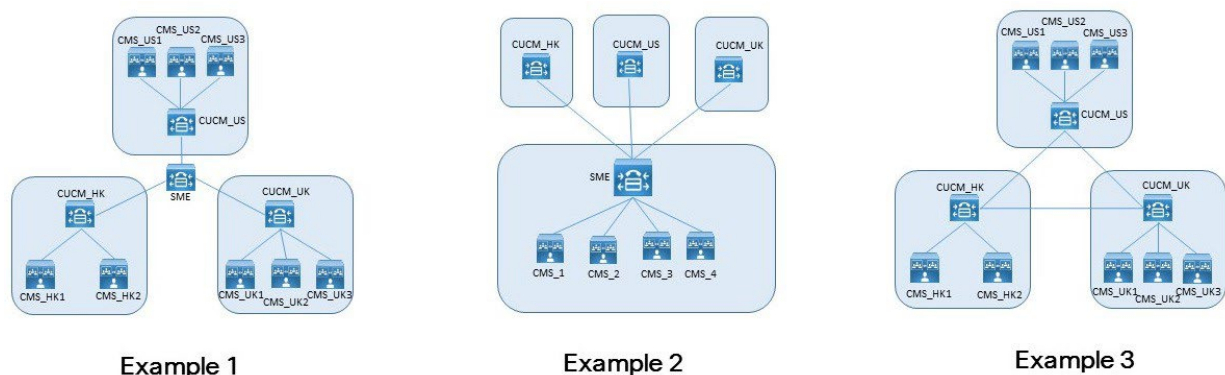 CMS_US2
CMS_US1
CMS_US3
CUCM_US
SME
CUCM_HK
CUCM_UK
CMS_HK1
CMS_HK2
CMS_UK1
CMS_UK2
CMS_UK3
Example 1
CUCM_HK
CUCM_US
CUCM_UK
SME
CMS_1
CMS_2
CMS_3
CMS_4
Example 2
CMS_US2
CMS_US1
CMS_US3
CUCM_US
CUCM_HK
CUCM_UK
CMS_HK1
CMS_HK2
CMS_UK1
CMS_UK2
CMS_UK3
Example 3